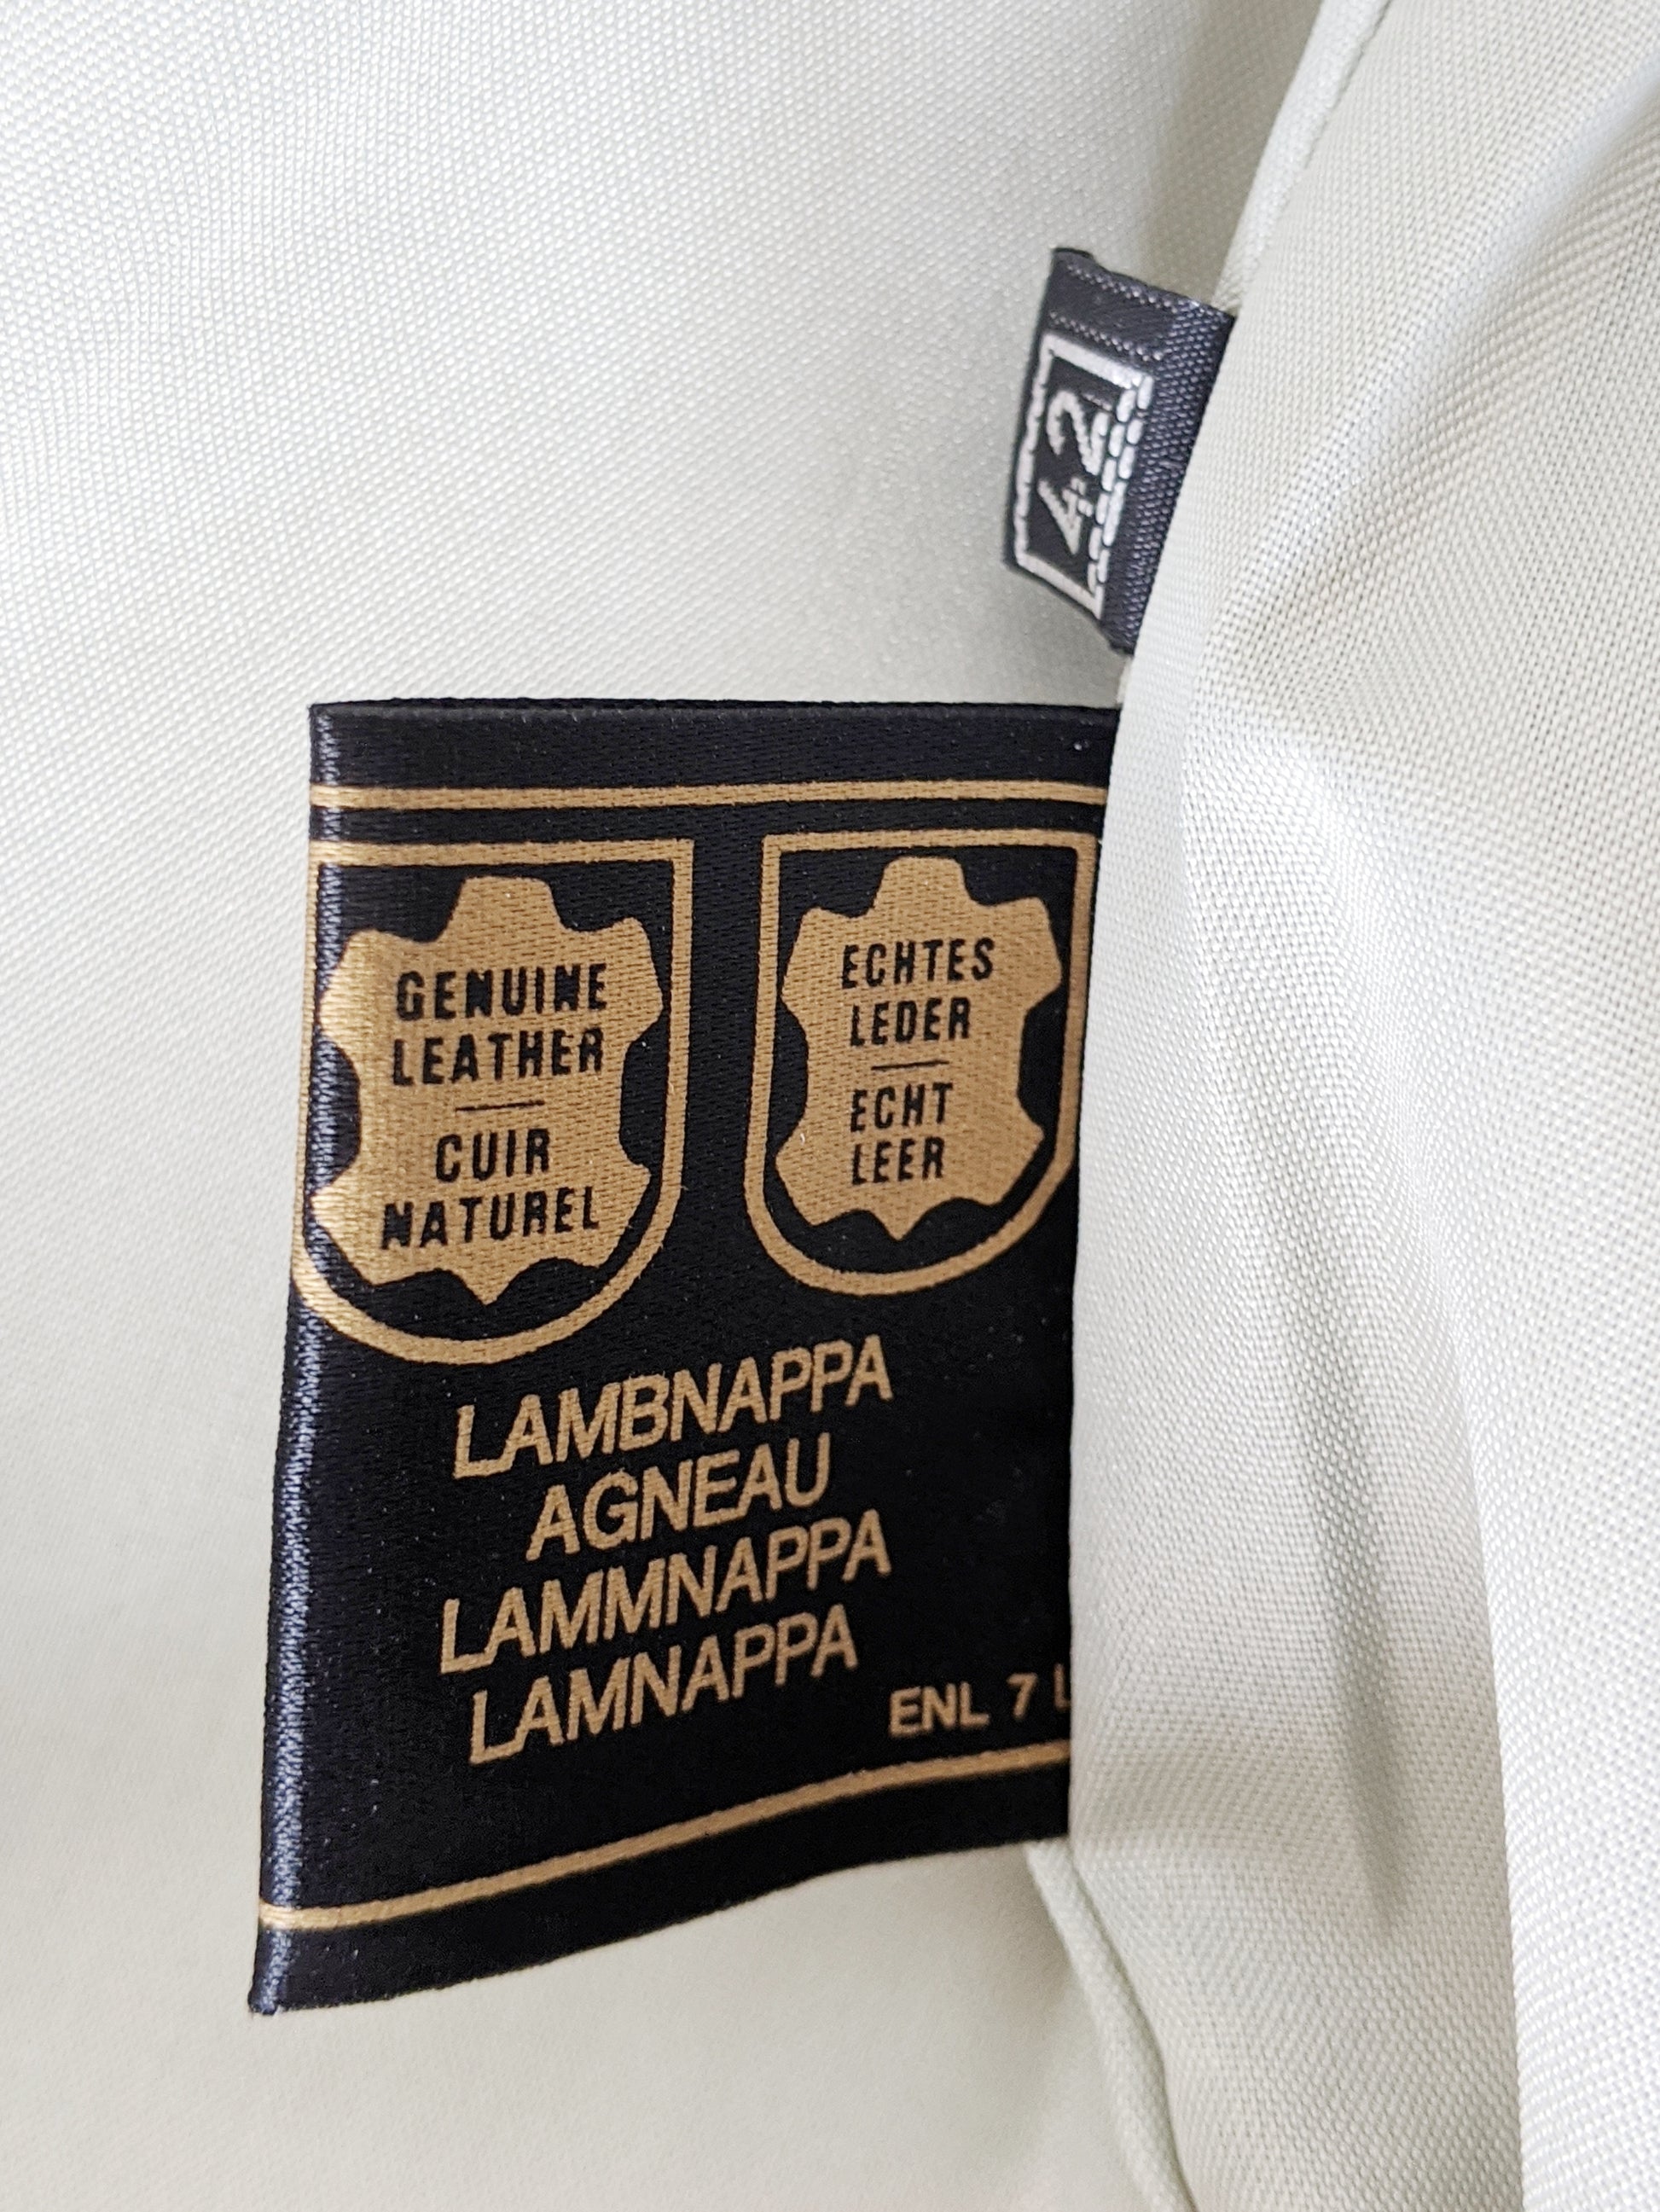 42
GENUINE
LEATHER
CUIR
NATUREL
ECHTES
LEDER
ECHT
LEER
LAMBNAPPA
AGNEAU
LAMMNAPPA
LAMNAPPA
ENL 7